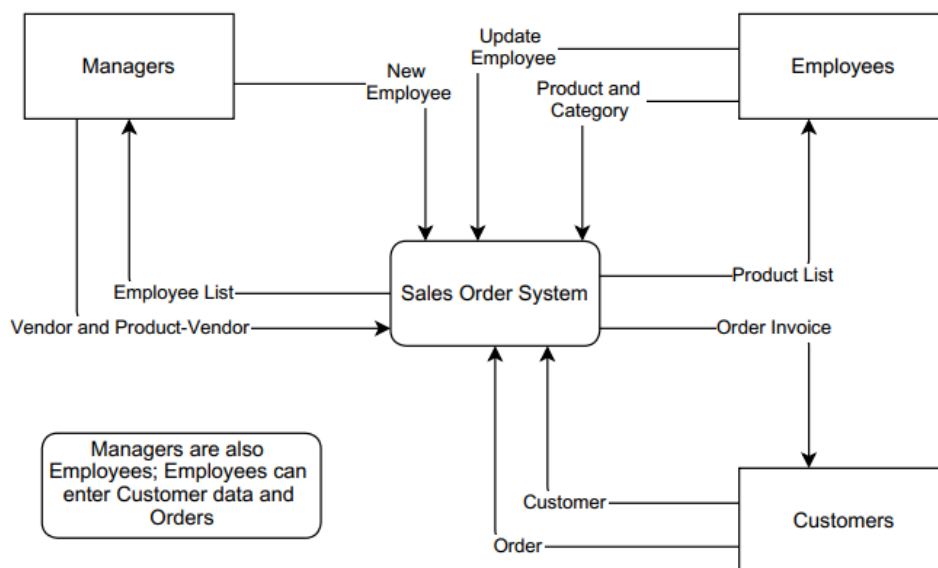 Managers
New
Employee
Update
Employee
Product and
Category
Employees
Employee List
Sales Order System
Product List
Vendor and Product-Vendor
Order Invoice
Managers are also
Employees; Employees can
enter Customer data and
Orders
Customer
Order
Customers